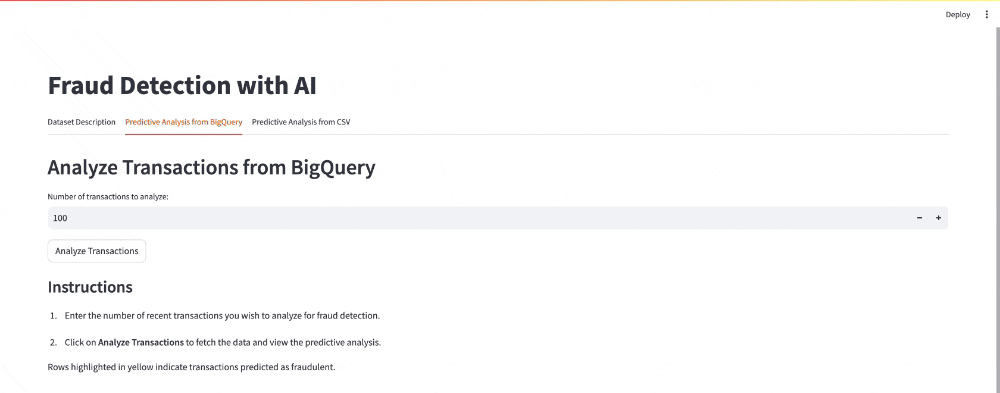 Deploy
Fraud Detection with AI
Dataset Description Predictive Analysis from BigQuery Predictive Analysis from CSV
Analyze Transactions from BigQuery
Number of transactions to analyze:
100 − +
Analyze Transactions
Instructions
1. Enter the number of recent transactions you wish to analyze for fraud detection.
2. Click on Analyze Transactions to fetch the data and view the predictive analysis.
Rows highlighted in yellow indicate transactions predicted as fraudulent.